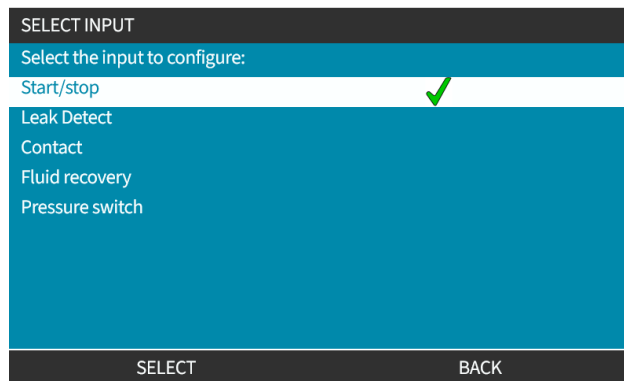 SELECT INPUT
Select the input to configure:
Start/stop
Leak Detect
Contact
Fluid recovery
Pressure switch
SELECT BACK